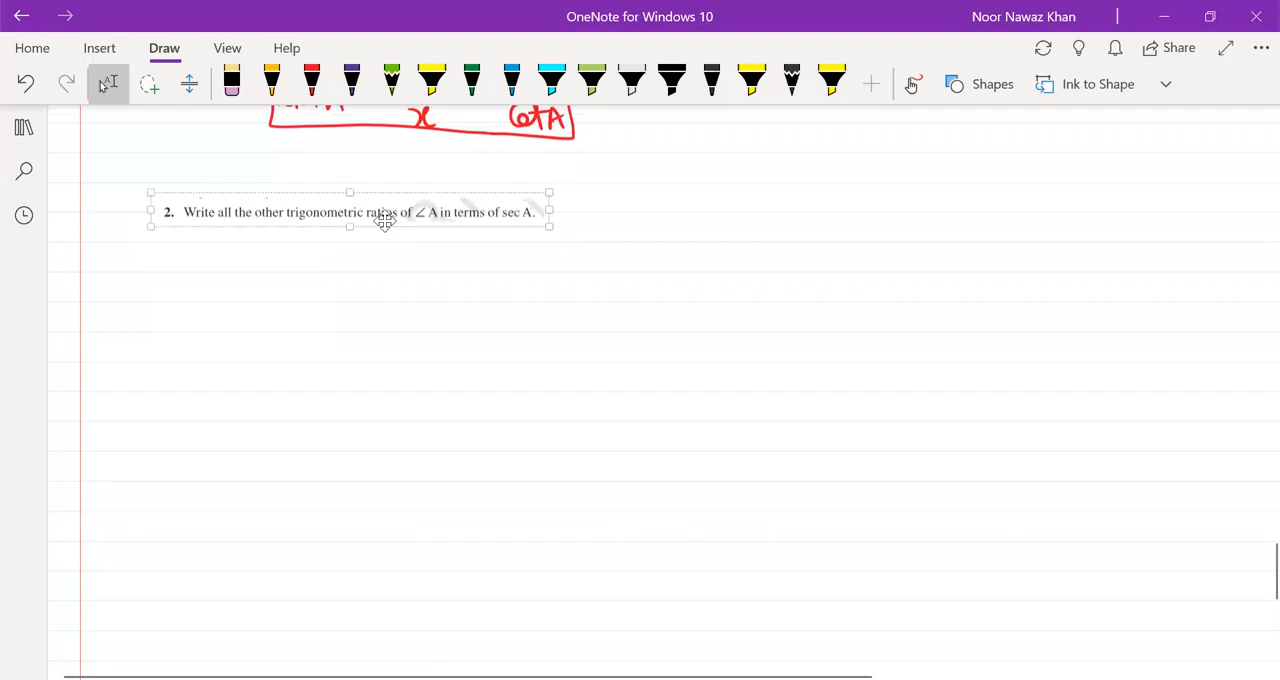 OneNote for Windows 10
Noor Nawaz Khan
Home Insert Draw View Help
Share
Shapes
Ink to Shape
x cotA
2. Write all the other trigonometric ratios of ∠ A in terms of sec A.